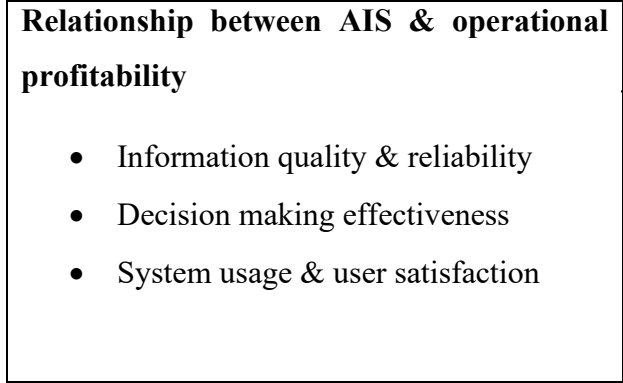 Relationship between AIS & operational
profitability
• Information quality & reliability
• Decision making effectiveness
• System usage & user satisfaction